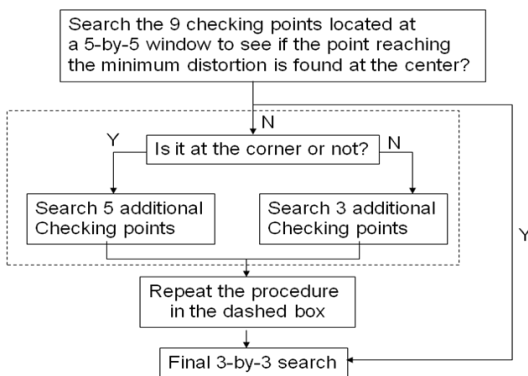 Search the 9 checking points located at
a 5-by-5 window to see if the point reaching
the minimum distortion is found at the center?
N
Y
Is it at the corner or not?
N
Search 5 additional
Checking points
Search 3 additional
Checking points
Y
Repeat the procedure
in the dashed box
Final 3-by-3 search